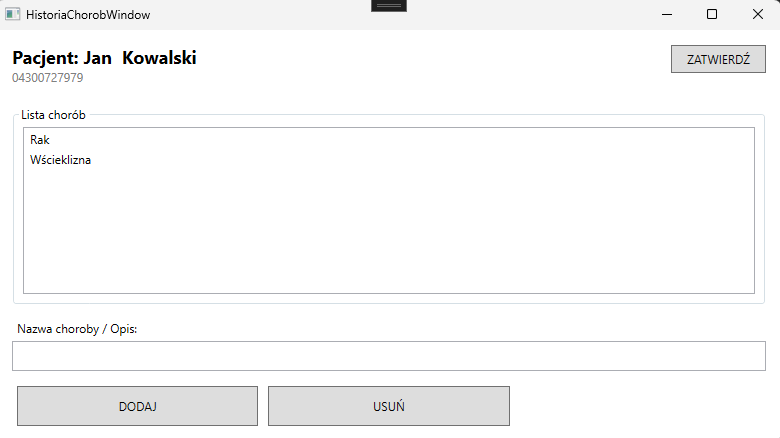 HistoriaChorobWindow
Pacjent: Jan  Kowalski
ZATWIERDŹ
04300727979
Lista chorób
Rak
Wścieklizna
Nazwa choroby / Opis:
DODAJ
USUŃ